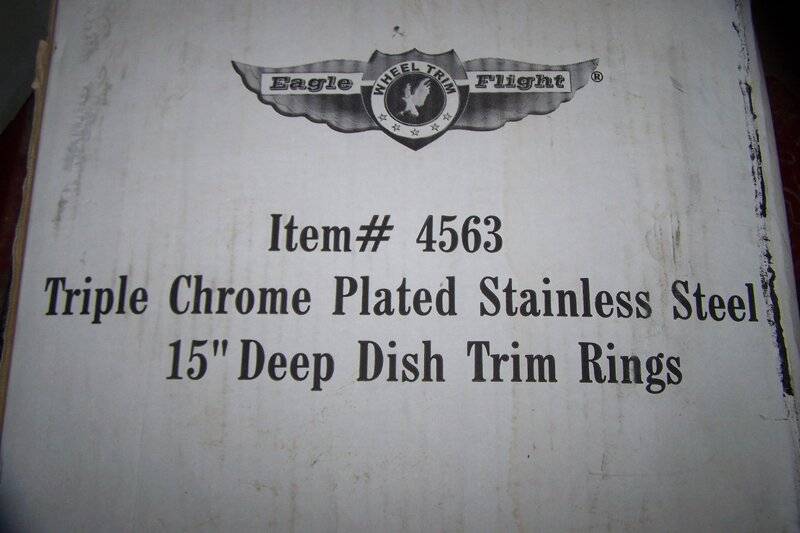 Eagle WHEEL TRIM Flight ®
Item# 4563
Triple Chrome Plated Stainless Steel
15" Deep Dish Trim Rings